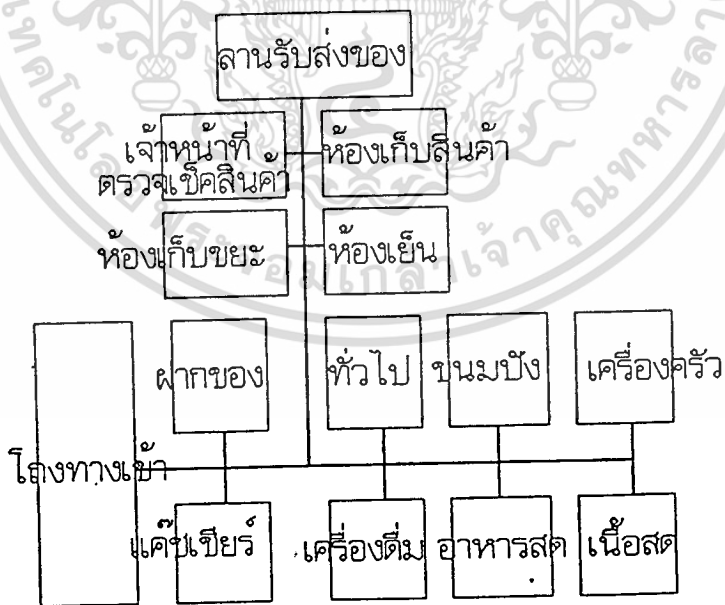 ลานรับส่งของ
เจ้าหน้าที่
ตรวจเช็คสินค้า
ห้องเก็บสินค้า
ห้องเก็บขยะ
ห้องเย็น
ฝากของ
ทั่วไป
ขนมปัง
เครื่องครัว
โถงทางเข้า
แค๊ชเชียร์
เครื่องดื่ม
อาหารสด
เนื้อสด